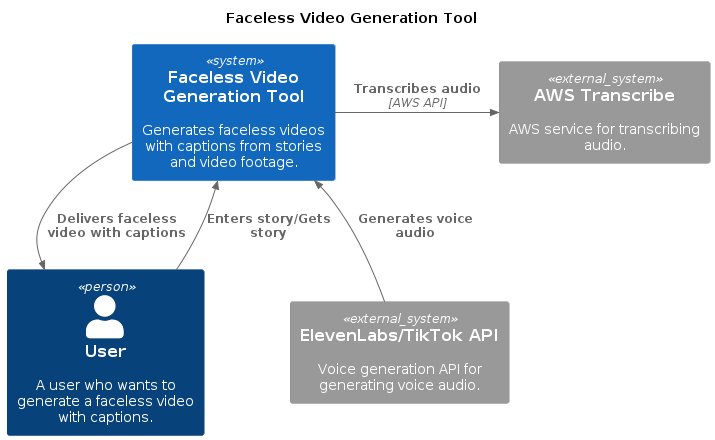 Faceless Video Generation Tool
«system»
Faceless Video
Generation Tool
Generates faceless videos
with captions from stories
and video footage.
Transcribes audio
[AWS API]
«external_system»
AWS Transcribe
AWS service for transcribing
audio.
Delivers faceless
video with captions
Enters story/Gets
story
Generates voice
audio
«person»
User
A user who wants to
generate a faceless video
with captions.
«external_system»
ElevenLabs/TikTok API
Voice generation API for
generating voice audio.